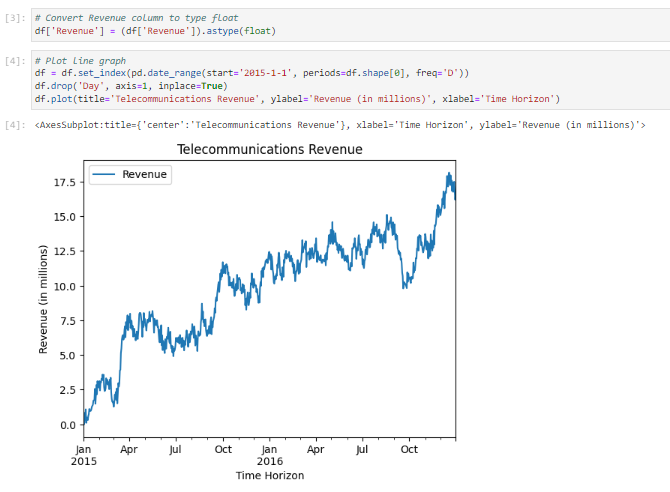 [3]: # Convert Revenue column to type float
df['Revenue'] = (df['Revenue']).astype(float)
[4]: # Plot line graph
df = df.set_index(pd.date_range(start='2015-1-1', periods=df.shape[0], freq='D'))
df.drop('Day', axis=1, inplace=True)
df.plot(title='Telecommunications Revenue', ylabel='Revenue (in millions)', xlabel='Time Horizon')
[4]: <AxesSubplot:title={'center':'Telecommunications Revenue'}, xlabel='Time Horizon', ylabel='Revenue (in millions)'>
Telecommunications Revenue
Revenue
17.5
15.0
12.5
10.0
7.5
5.0
2.5
0.0
Revenue (in millions)
Jan Apr Jul Oct Jan Apr Jul Oct
2015 2016
Time Horizon